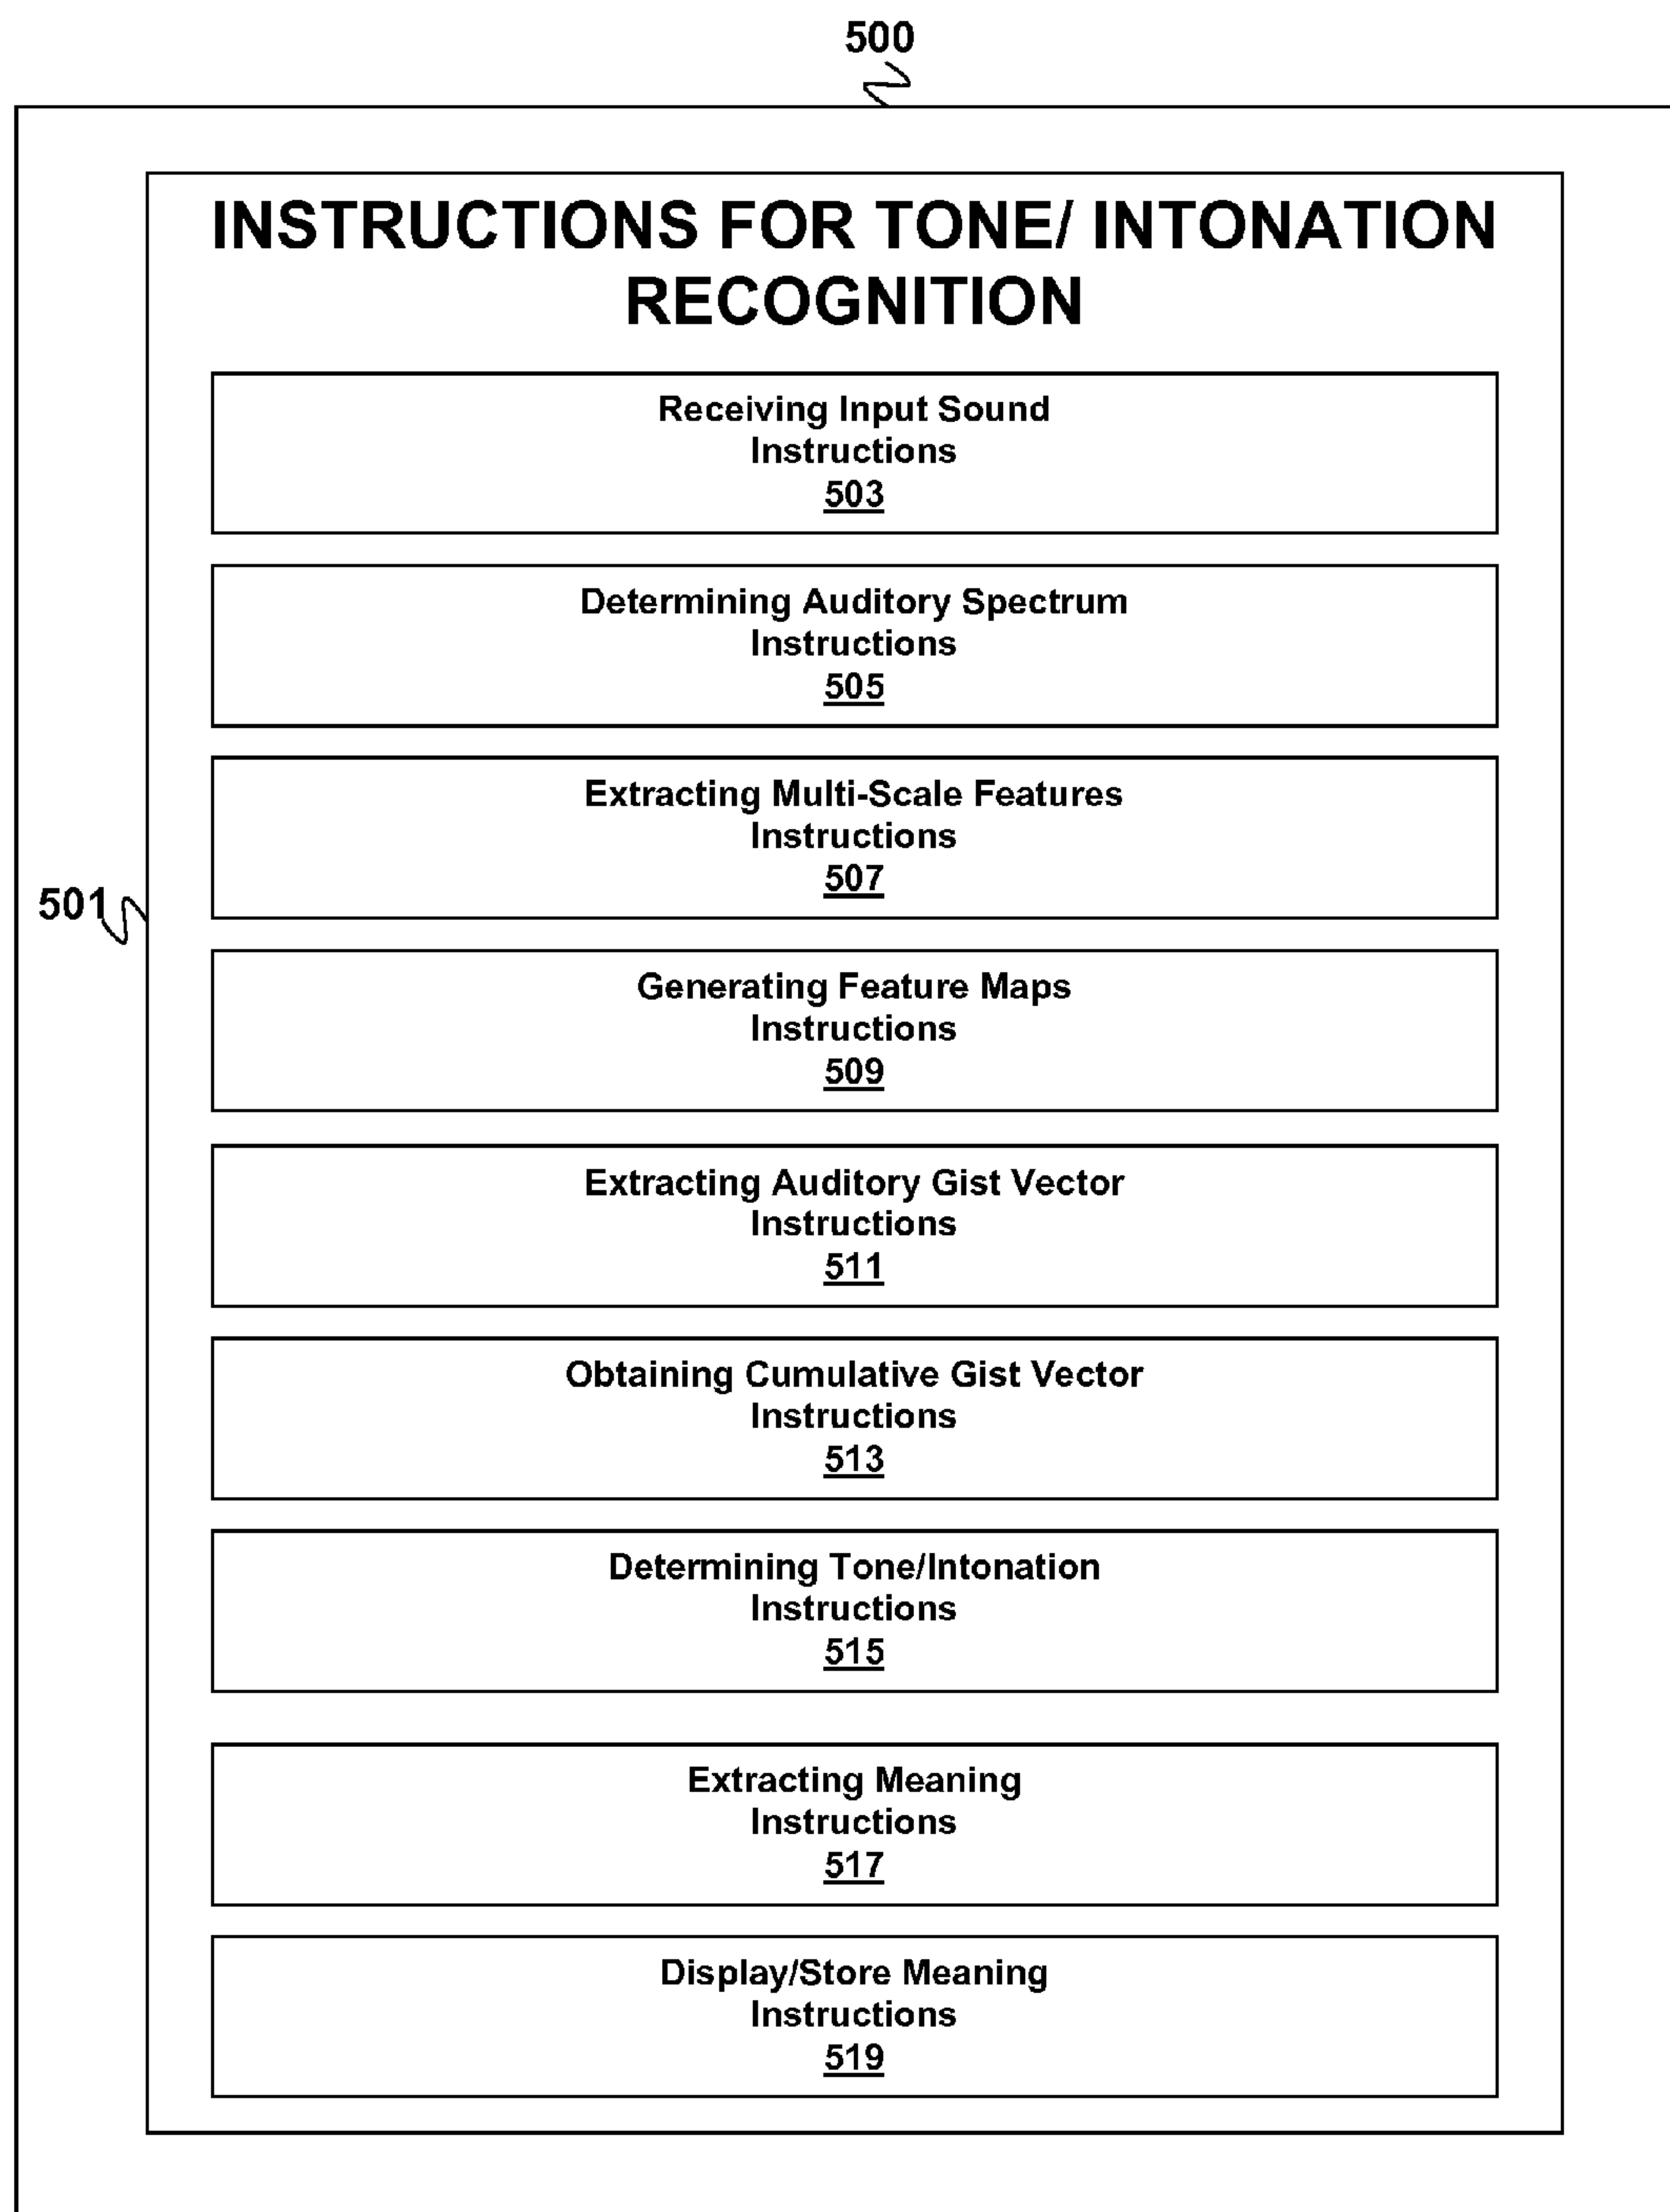 500
INSTRUCTIONS FOR TONE/ INTONATION
RECOGNITION
Receiving Input Sound
Instructions
503
Determining Auditory Spectrum
Instructions
505
Extracting Multi-Scale Features
Instructions
507
501
Generating Feature Maps
Instructions
509
Extracting Auditory Gist Vector
Instructions
511
Obtaining Cumulative Gist Vector
Instructions
513
Determining Tone/Intonation
Instructions
515
Extracting Meaning
Instructions
517
Display/Store Meaning
Instructions
519